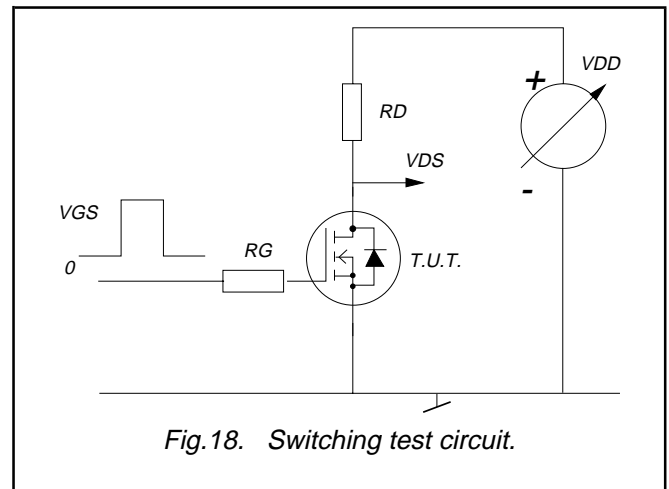 +
VDD
RD
-
VDS
VGS
0
RG
T.U.T.
Fig.18. Switching test circuit.